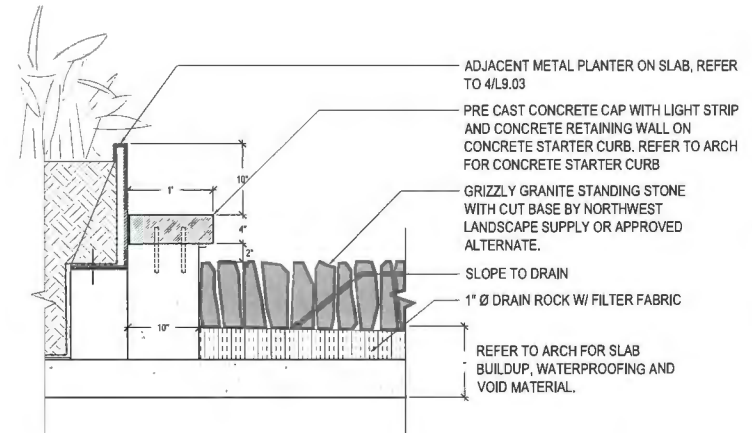 ADJACENT METAL PLANTER ON SLAB, REFER
TO 4/L9.03
PRE CAST CONCRETE CAP WITH LIGHT STRIP
AND CONCRETE RETAINING WALL ON
CONCRETE STARTER CURB. REFER TO ARCH
FOR CONCRETE STARTER CURB
1'
10"
4"
2"
GRIZZLY GRANITE STANDING STONE
WITH CUT BASE BY NORTHWEST
LANDSCAPE SUPPLY OR APPROVED
ALTERNATE.
SLOPE TO DRAIN
1" Ø DRAIN ROCK W/ FILTER FABRIC
10"
REFER TO ARCH FOR SLAB
BUILDUP, WATERPROOFING AND
VOID MATERIAL.